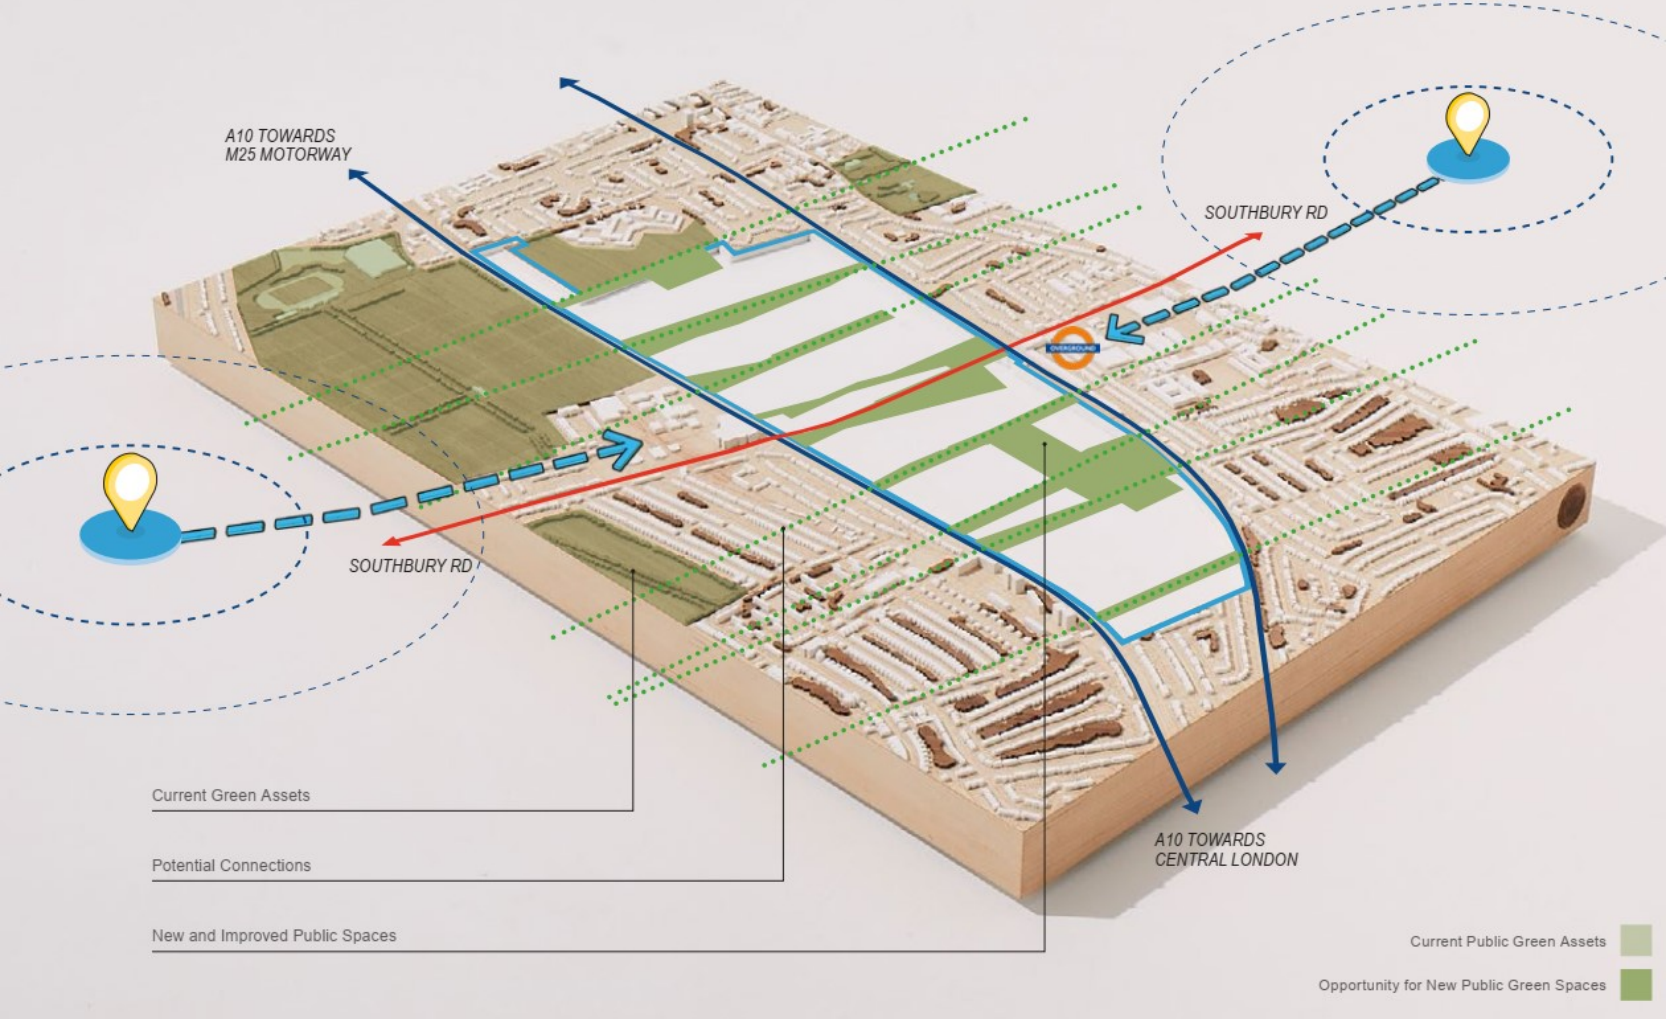 A10 TOWARDS
M25 MOTORWAY
SOUTHBURY RD
OVERGROUND
SOUTHBURY RD
Current Green Assets
Potential Connections
New and Improved Public Spaces
A10 TOWARDS
CENTRAL LONDON
Current Public Green Assets
Opportunity for New Public Green Spaces